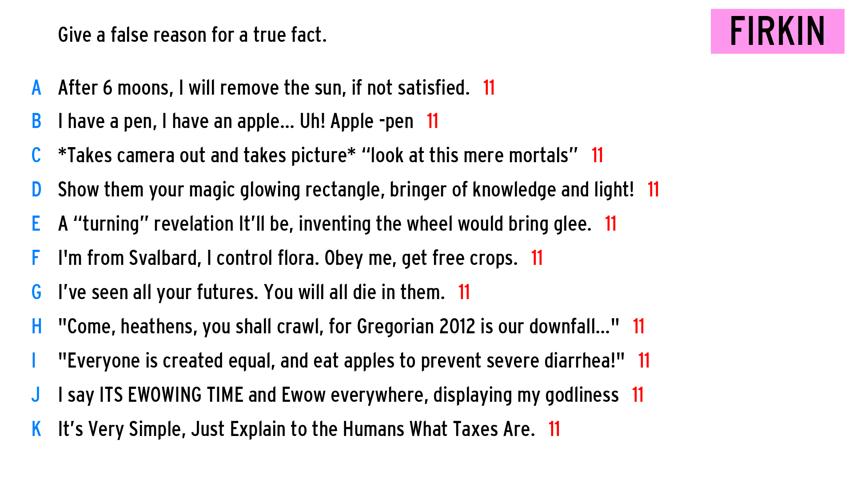 Give a false reason for a true fact.
FIRKIN
A After 6 moons, I will remove the sun, if not satisfied. 11
B I have a pen, I have an apple... Uh! Apple -pen 11
C *Takes camera out and takes picture* “look at this mere mortals” 11
D Show them your magic glowing rectangle, bringer of knowledge and light! 11
E A “turning” revelation It’ll be, inventing the wheel would bring glee. 11
F I'm from Svalbard, I control flora. Obey me, get free crops. 11
G I’ve seen all your futures. You will all die in them. 11
H "Come, heathens, you shall crawl, for Gregorian 2012 is our downfall..." 11
I "Everyone is created equal, and eat apples to prevent severe diarrhea!" 11
J I say ITS EWOWING TIME and Ewow everywhere, displaying my godliness 11
K It’s Very Simple, Just Explain to the Humans What Taxes Are. 11